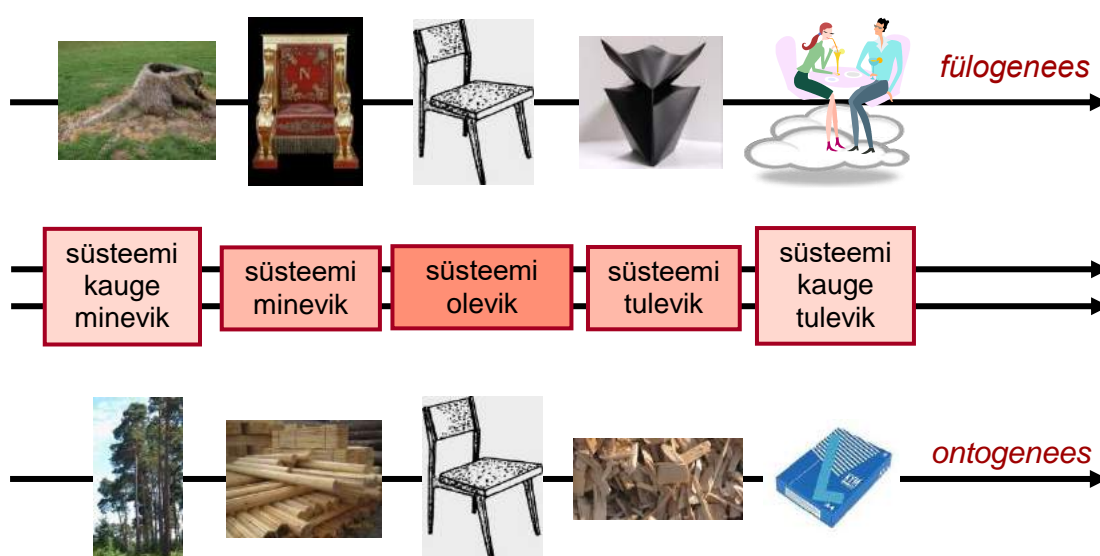 N
fülogenees
süsteemi
kauge
minevik
süsteemi
minevik
süsteemi
olevik
süsteemi
tulevik
süsteemi
kauge
tulevik
ontogenees